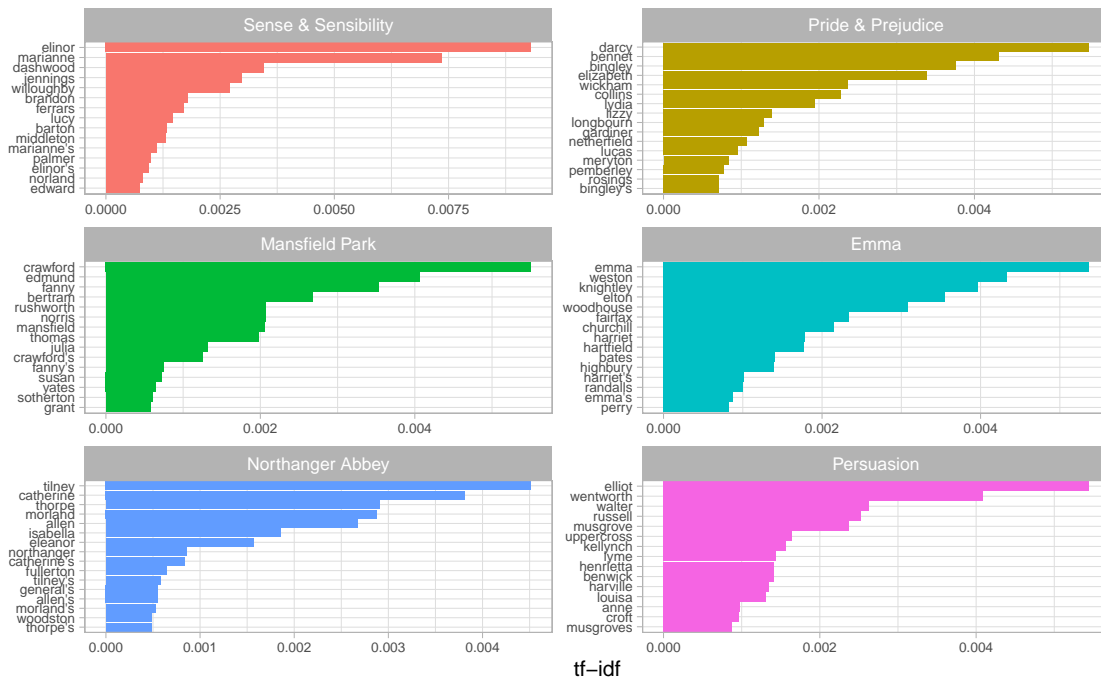 Sense & Sensibility
elinor
marianne
dashwood
jennings
willoughby
brandon
ferrars
lucy
barton
middleton
marianne's
palmer
elinor's
norland
edward
0.0000 0.0025 0.0050 0.0075
Pride & Prejudice
darcy
bennet
bingley
elizabeth
wickham
collins
lydia
lizzy
longbourn
gardiner
netherfield
lucas
meryton
pemberley
rosings
bingley's
0.000 0.002 0.004
Mansfield Park
crawford
edmund
fanny
bertram
rushworth
norris
mansfield
thomas
julia
crawford's
fanny's
susan
yates
sotherton
grant
0.000 0.002 0.004
Emma
emma
weston
knightley
elton
woodhouse
fairfax
churchill
harriet
hartfield
bates
highbury
harriet's
randalls
emma's
perry
0.000 0.002 0.004
Northanger Abbey
tilney
catherine
thorpe
morland
allen
isabella
eleanor
northanger
catherine's
fullerton
tilney's
general's
allen's
morland's
woodston
thorpe's
0.000 0.001 0.002 0.003 0.004
Persuasion
elliot
wentworth
walter
russell
musgrove
uppercross
kellynch
lyme
henrietta
benwick
harville
louisa
anne
croft
musgroves
0.000 0.002 0.004
tf−idf